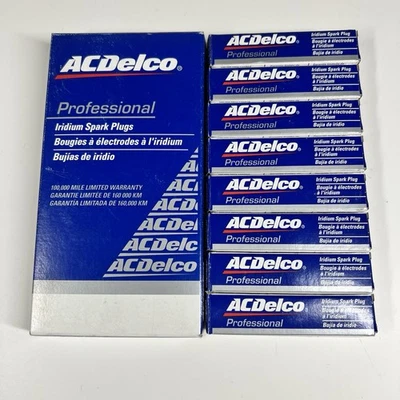 ACDelco®
Professional
Iridium Spark Plugs
Bougies à électrodes à l'iridium
Bujías de iridio
100,000 MILE LIMITED WARRANTY
GARANTIE LIMITÉE DE 160 000 KM
GARANTÍA LIMITADA DE 160,000 KM
ACDelco
ACDelco
ACDelco
ACDelco
ACDelco
ACDelco®
Professional
Iridium Spark Plug
Bougie à électrodes
à l'iridium
Bujía de iridio
ACDelco®
Professional
Iridium Spark Plug
Bougie à électrodes
à l'iridium
Bujía de iridio
ACDelco®
Professional
Iridium Spark Plug
Bougie à électrodes
à l'iridium
Bujía de iridio
ACDelco®
Professional
Iridium Spark Plug
Bougie à électrodes
à l'iridium
Bujía de iridio
ACDelco®
Professional
Iridium Spark Plug
Bougie à électrodes
à l'iridium
Bujía de iridio
ACDelco®
Professional
Iridium Spark Plug
Bougie à électrodes
à l'iridium
Bujía de iridio
ACDelco®
Professional
Iridium Spark Plug
Bougie à électrodes
à l'iridium
Bujía de iridio
ACDelco®
Professional
Iridium Spark Plug
Bougie à électrodes
à l'iridium
Bujía de iridio